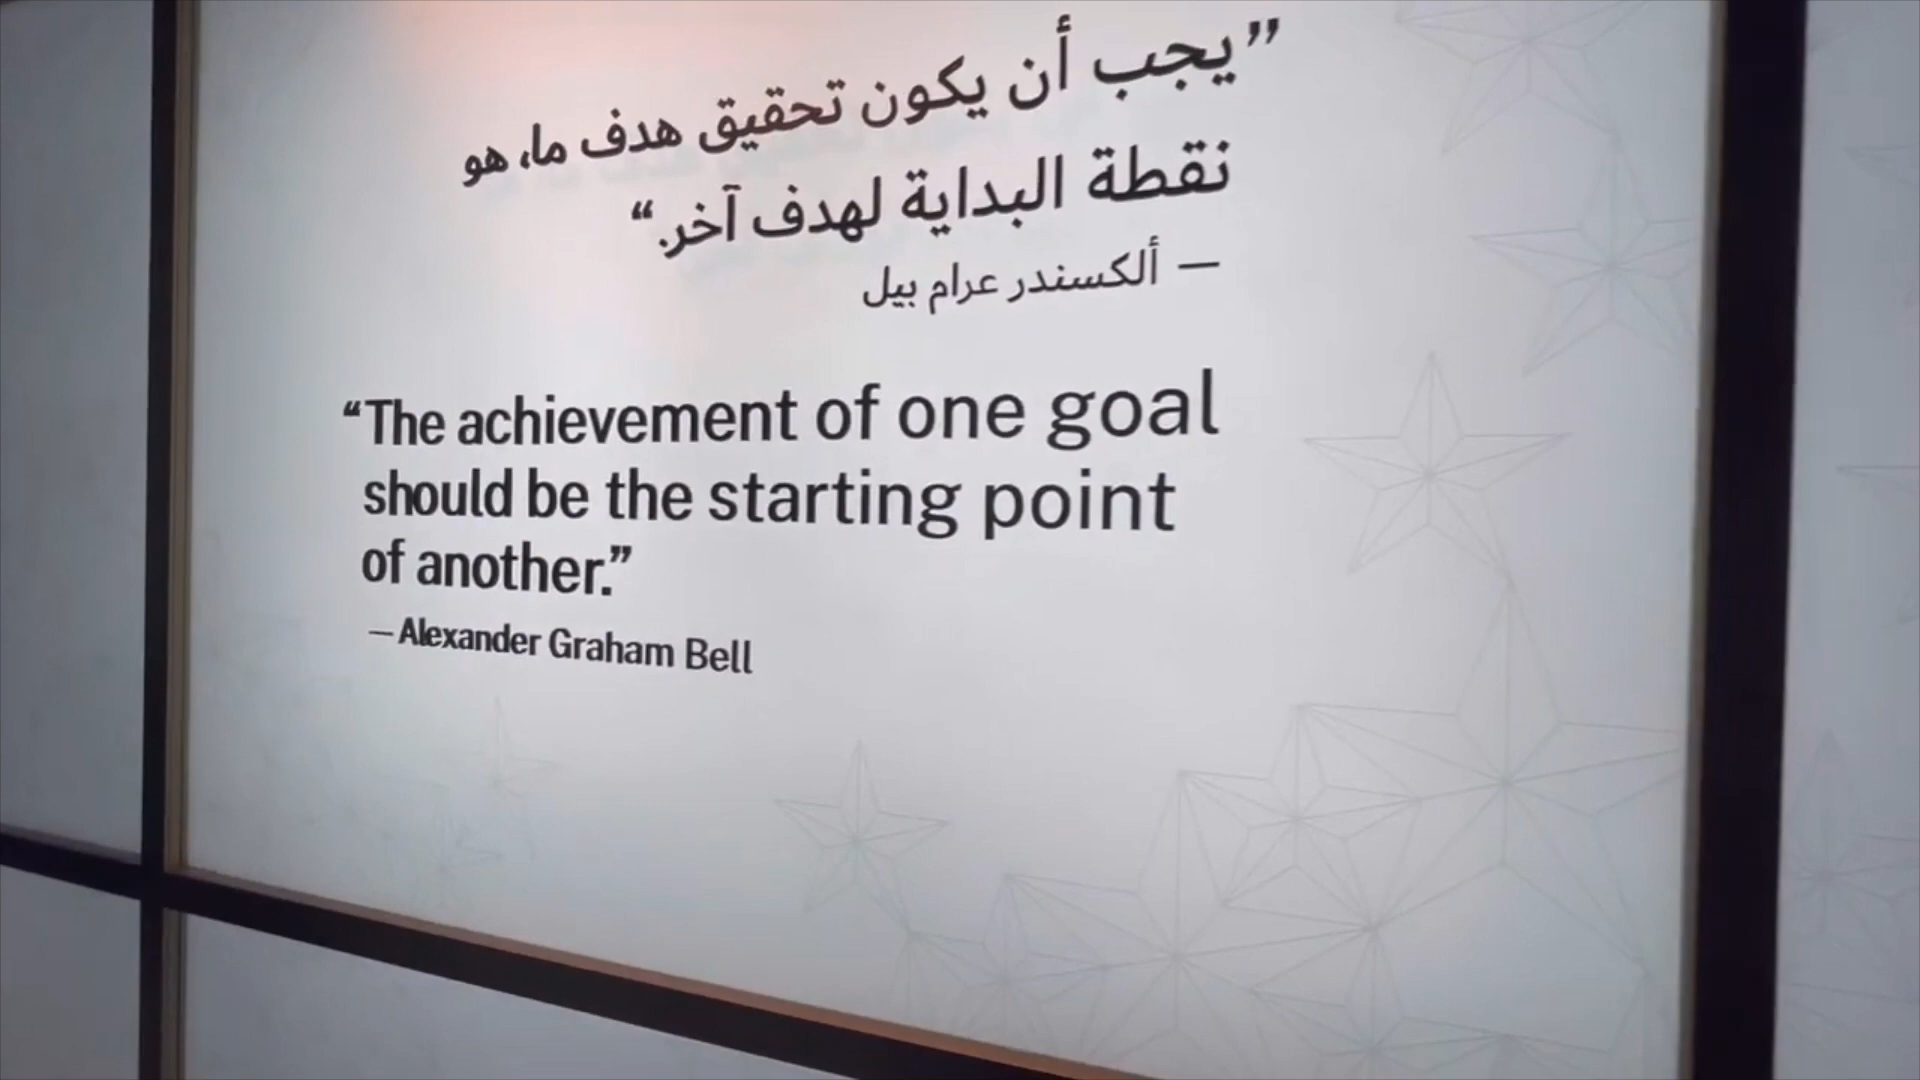 ”يجب أن يكون تحقيق هدف ما، هو
نقطة البداية لهدف آخر.“
— ألكسندر عرام بيل
“The achievement of one goal
should be the starting point
of another.”
— Alexander Graham Bell